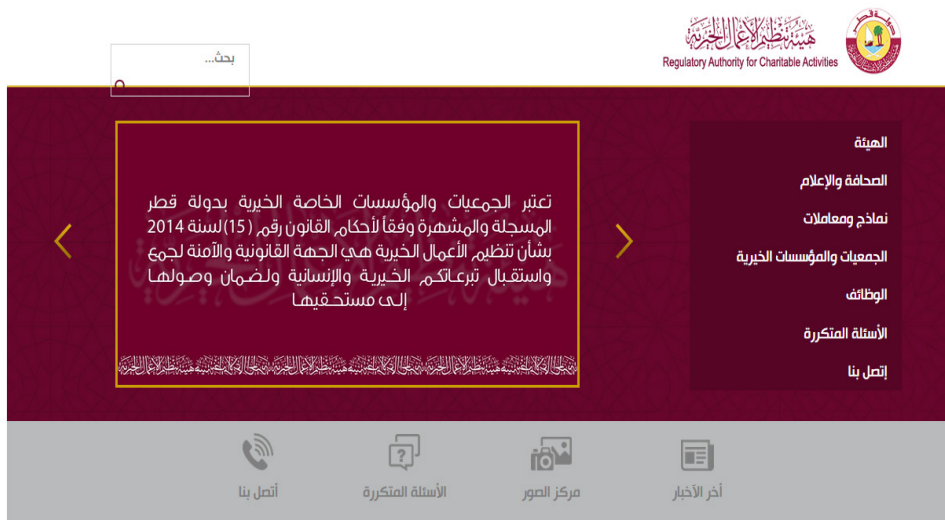 هيئة تنظيم الأعمال الخيرية
Regulatory Authority for Charitable Activities
بحث...
الهيئة
الصحافة والإعلام
نماذج ومعاملات
الجمعيات والمؤسسات الخيرية
الوظائف
الأسئلة المتكررة
إتصل بنا
تعتبر الجمعيات والمؤسسات الخاصة الخيرية بدولة قطر
المسجلة والمشهرة وفقاً لأحكام القانون رقم (15) لسنة 2014
بشأن تنظيم الأعمال الخيرية هي الجهة القانونية والآمنة لجمع
واستقبال تبرعاتكم الخيرية والإنسانية ولضمان وصولها
إلى مستحقيها
أخر الأخبار
مركز الصور
الأسئلة المتكررة
أتصل بنا